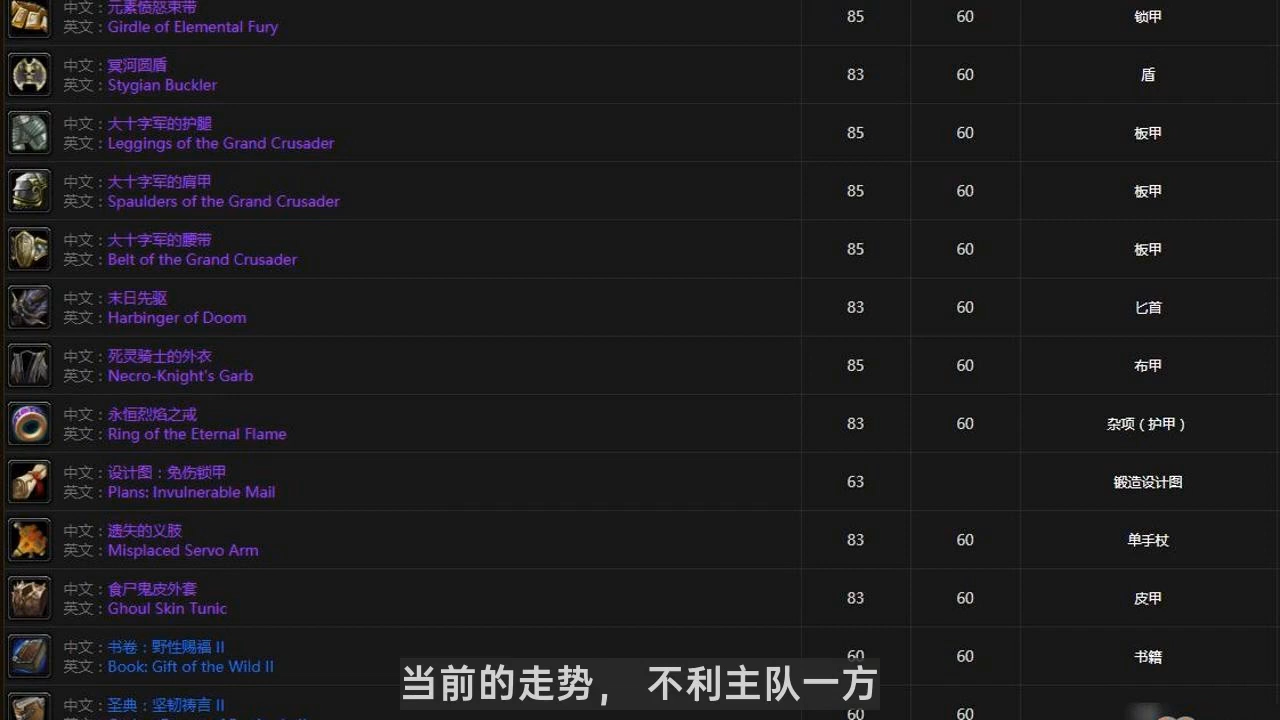 中文：元素愤怒束带
英文：Girdle of Elemental Fury
85
60
锁甲
中文：冥河圆盾
英文：Stygian Buckler
83
60
盾
中文：大十字军的护腿
英文：Leggings of the Grand Crusader
85
60
板甲
中文：大十字军的肩甲
英文：Spaulders of the Grand Crusader
85
60
板甲
中文：大十字军的腰带
英文：Belt of the Grand Crusader
85
60
板甲
中文：末日先驱
英文：Harbinger of Doom
83
60
匕首
中文：死灵骑士的外衣
英文：Necro-Knight's Garb
85
60
布甲
中文：永恒烈焰之戒
英文：Ring of the Eternal Flame
83
60
杂项（护甲）
中文：设计图：免伤锁甲
英文：Plans: Invulnerable Mail
63
锻造设计图
中文：遗失的义肢
英文：Misplaced Servo Arm
83
60
单手杖
中文：食尸鬼皮外套
英文：Ghoul Skin Tunic
83
60
皮甲
中文：书卷：野性赐福 II
英文：Book: Gift of the Wild II
60
60
书籍
当前的走势， 不利主队一方
中文：圣典：坚韧祷言 II
60
60